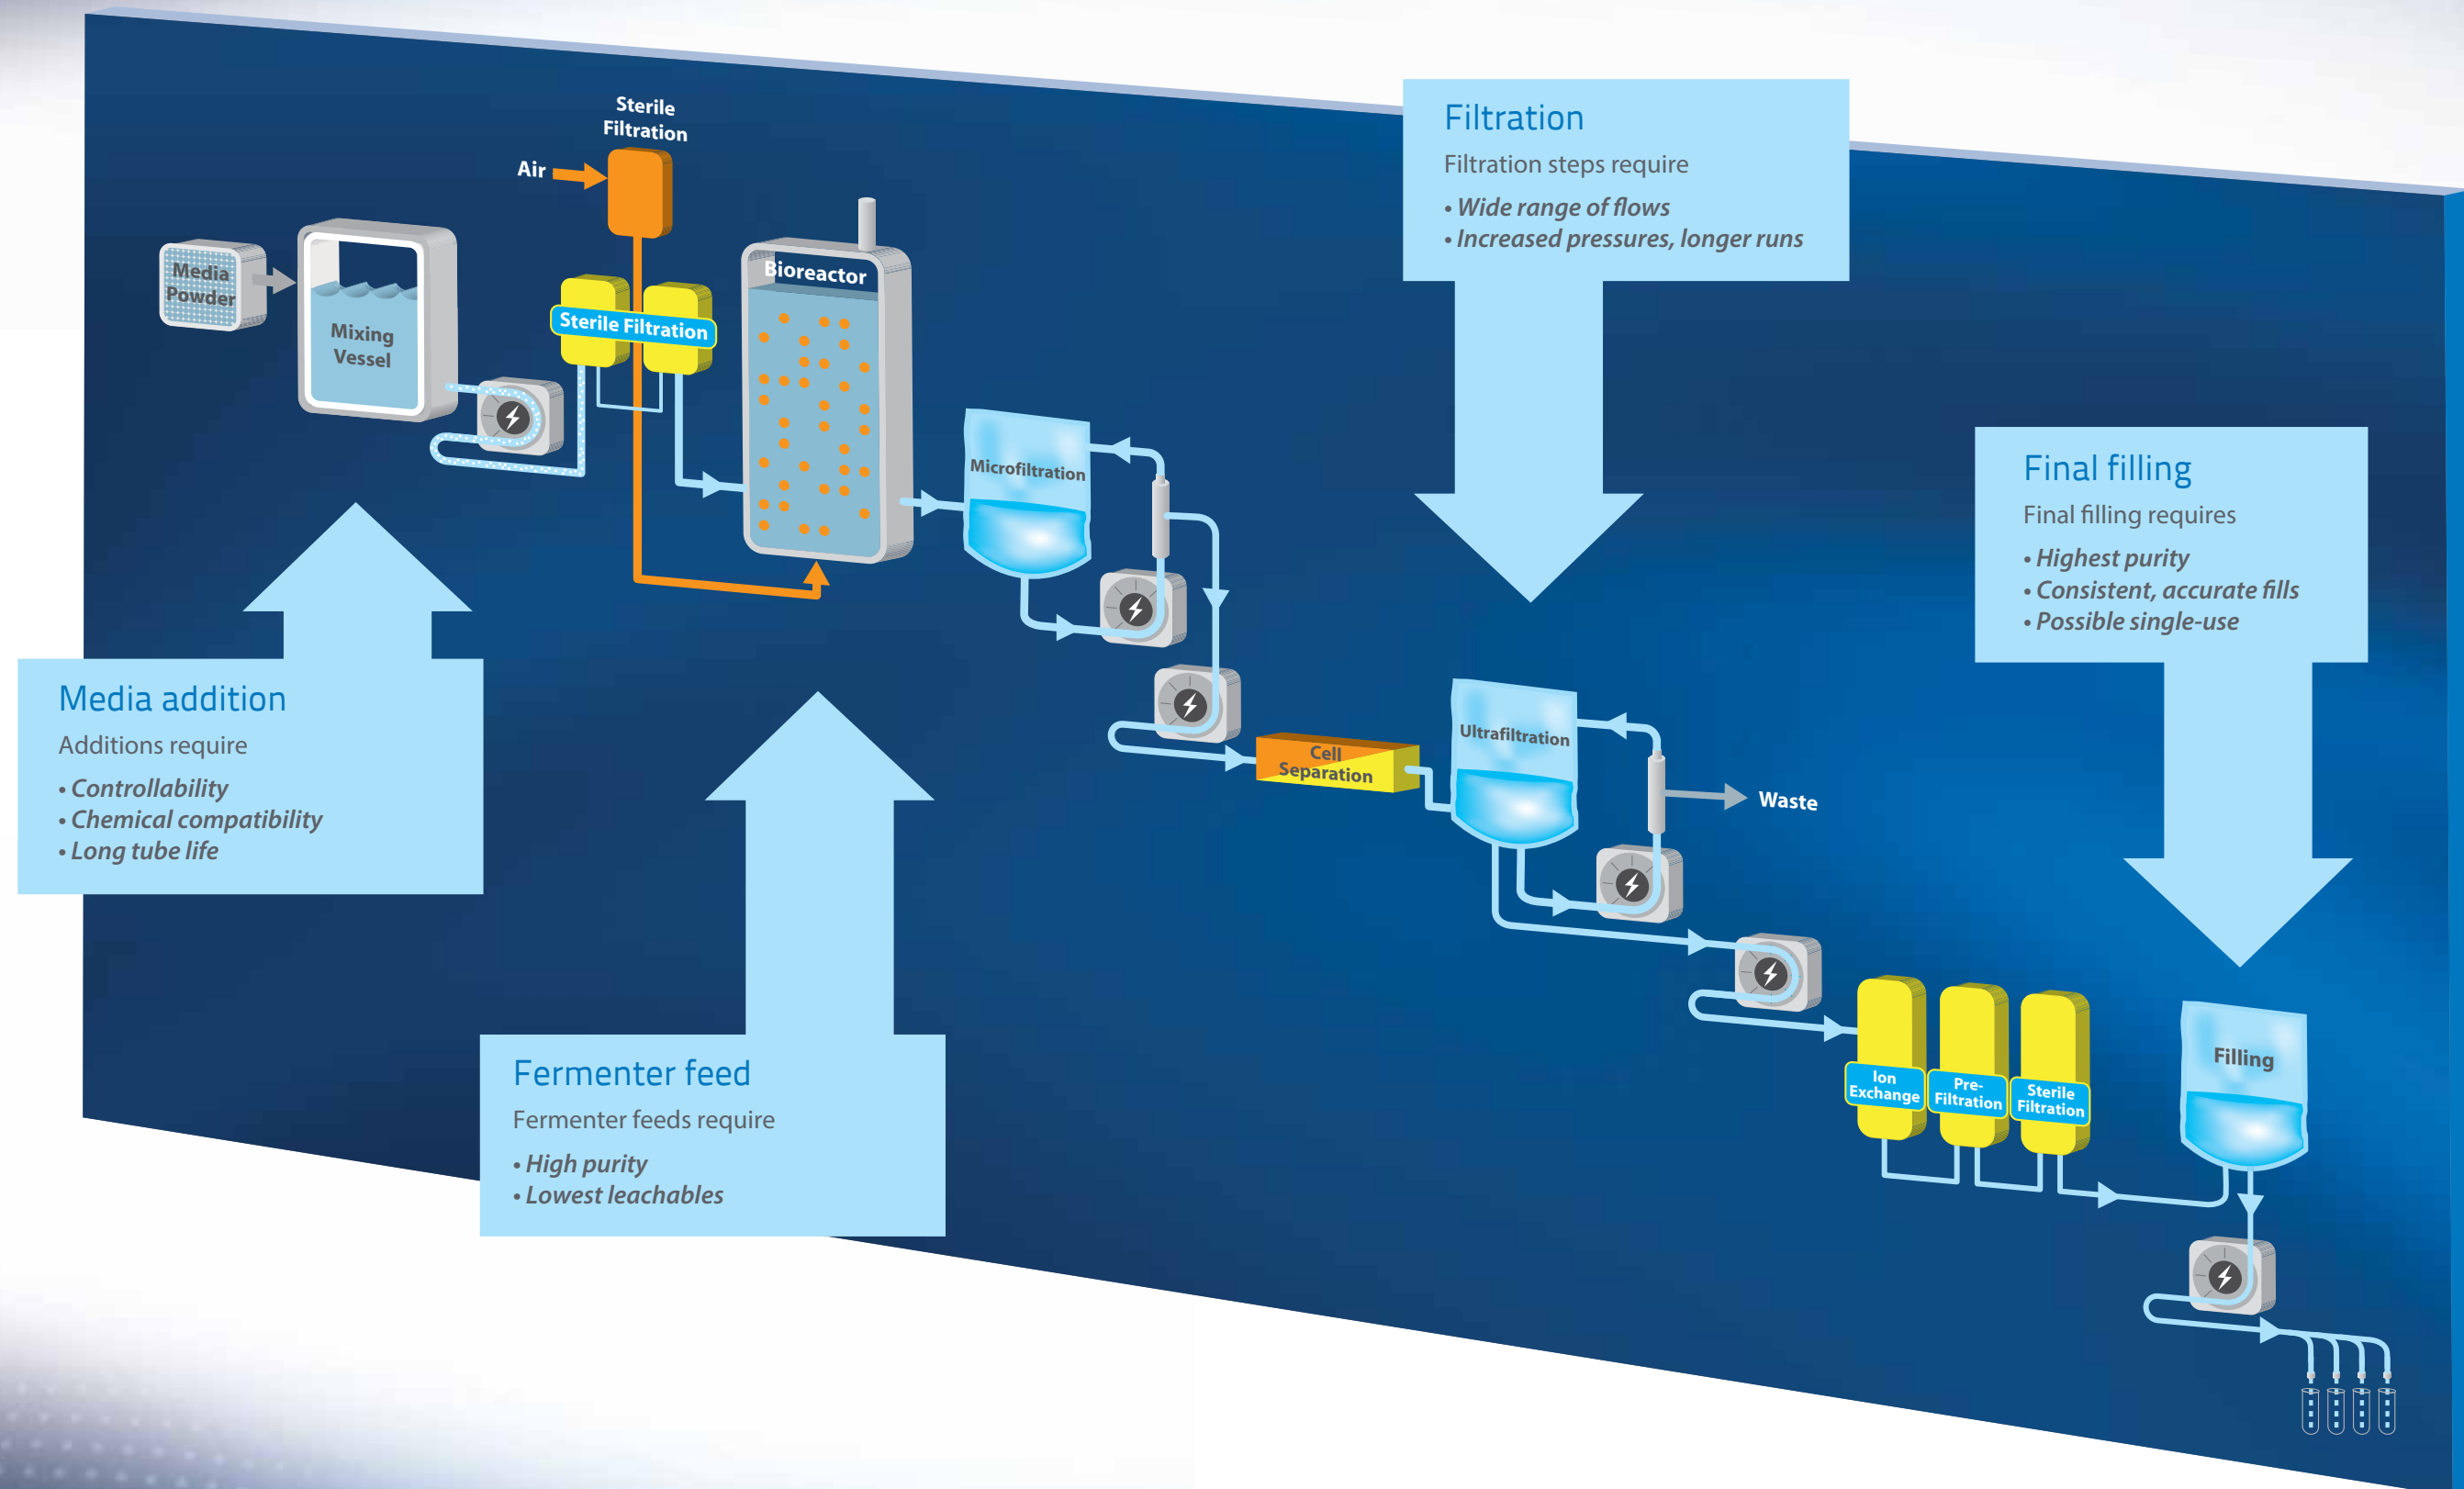 Sterile
Filtration
Air
Media
Powder
Mixing
Vessel
Sterile Filtration
Bioreactor
Microfiltration
Cell
Separation
Ultrafiltration
Waste
Ion
Exchange
Pre-
Filtration
Sterile
Filtration
Filling
Media addition
Additions require
• Controllability
• Chemical compatibility
• Long tube life
Fermenter feed
Fermenter feeds require
• High purity
• Lowest leachables
Filtration
Filtration steps require
• Wide range of flows
• Increased pressures, longer runs
Final filling
Final filling requires
• Highest purity
• Consistent, accurate fills
• Possible single-use